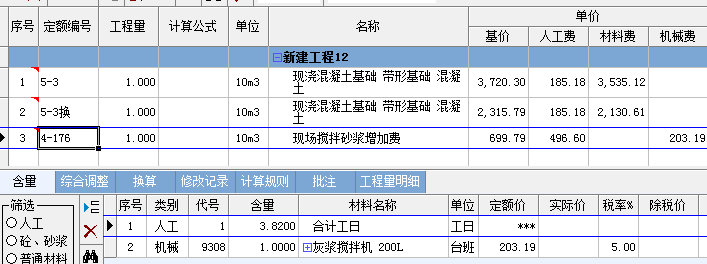 序号 定额编号 工程量 计算公式 单位 名称 单价
基价 人工费 材料费 机械费
新建工程12
1 5-3 1.000 10m3 现浇混凝土基础 带形基础 混凝土 3,720.30 185.18 3,535.12
2 5-3换 1.000 10m3 现浇混凝土基础 带形基础 混凝土 2,315.79 185.18 2,130.61
3 4-176 1.000 10m3 现场搅拌砂浆增加费 699.79 496.60 203.19
含量 综合调整 换算 修改记录 计算规则 批注 工程量明细
筛选
人工
砼、砂浆
普通材料
序号 类别 代号 含量 材料名称 单位 定额价 实际价 税率% 除税价
1 人工 1 3.8200 合计工日 工日 ***
2 机械 9308 1.0000 灰浆搅拌机 200L 台班 203.19 5.00